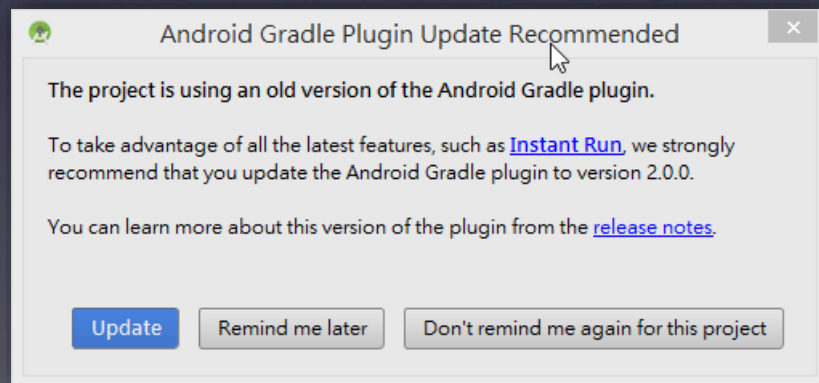 Android Gradle Plugin Update Recommended
The project is using an old version of the Android Gradle plugin.
To take advantage of all the latest features, such as Instant Run, we strongly
recommend that you update the Android Gradle plugin to version 2.0.0.
You can learn more about this version of the plugin from the release notes.
Update Remind me later Don't remind me again for this project